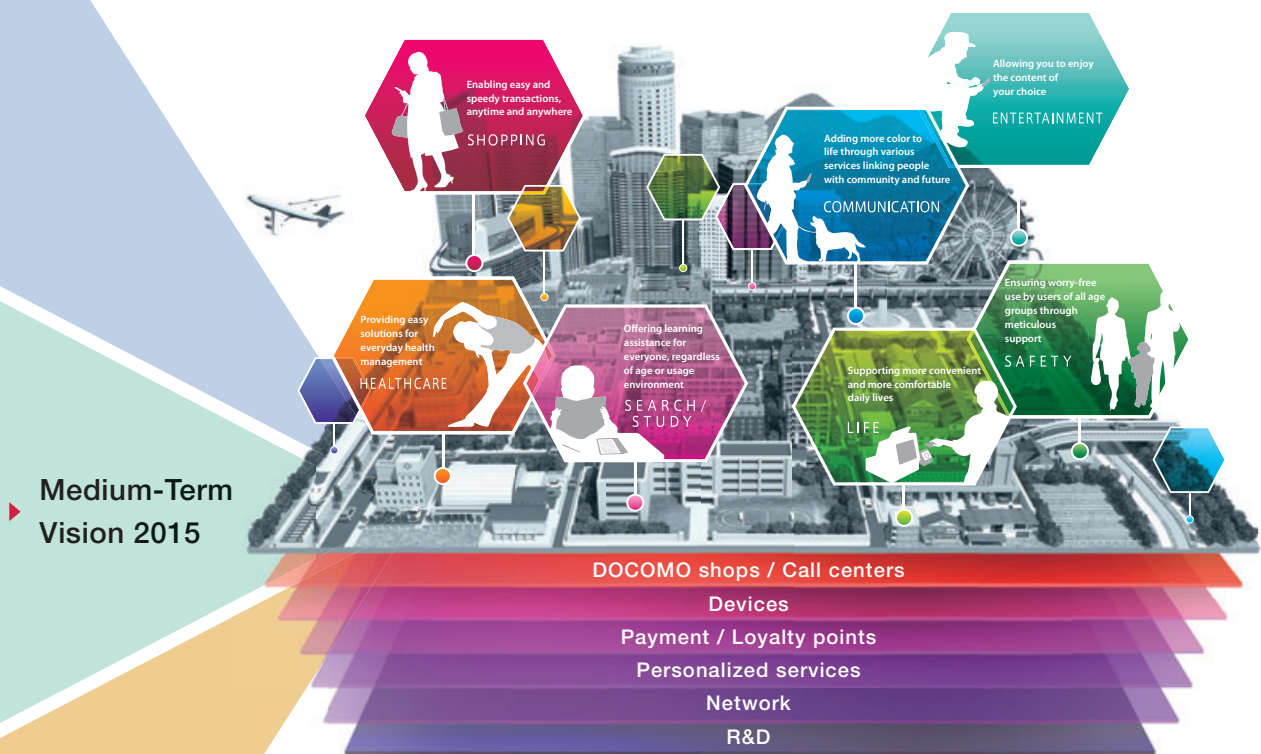 Enabling easy and
speedy transactions,
anytime and anywhere
SHOPPING
Allowing you to enjoy
the content of
your choice
ENTERTAINMENT
Adding more color to
life through various
services linking people
with community and future
COMMUNICATION
Providing easy
solutions for
everyday health
management
HEALTHCARE
Offering learning
assistance for
everyone, regardless
of age or usage
environment
SEARCH/
STUDY
Supporting more convenient
and more comfortable
daily lives
LIFE
Ensuring worry-free
use by users of all age
groups through
meticulous
support
SAFETY
Medium-Term
Vision 2015
DOCOMO shops / Call centers
Devices
Payment / Loyalty points
Personalized services
Network
R&D